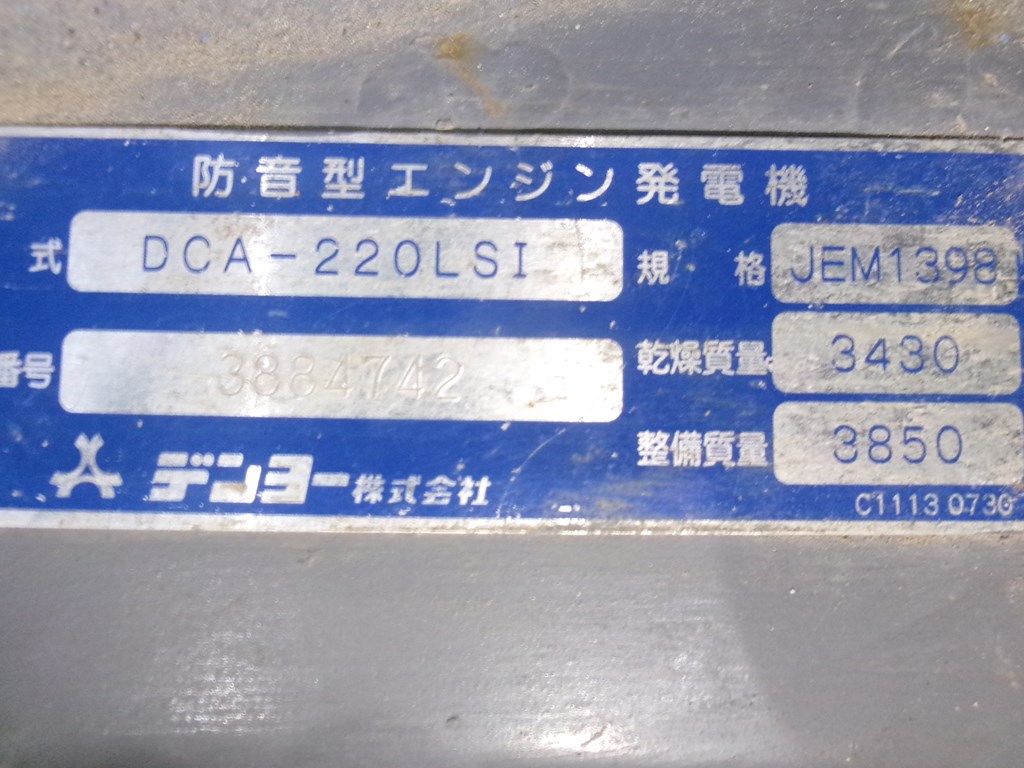 防音型エンジン発電機
式 DCA-220LSI 規格 JEM1398
番号 3884742 乾燥質量 3430
整備質量 3850
デンヨー株式会社
C1113 0730